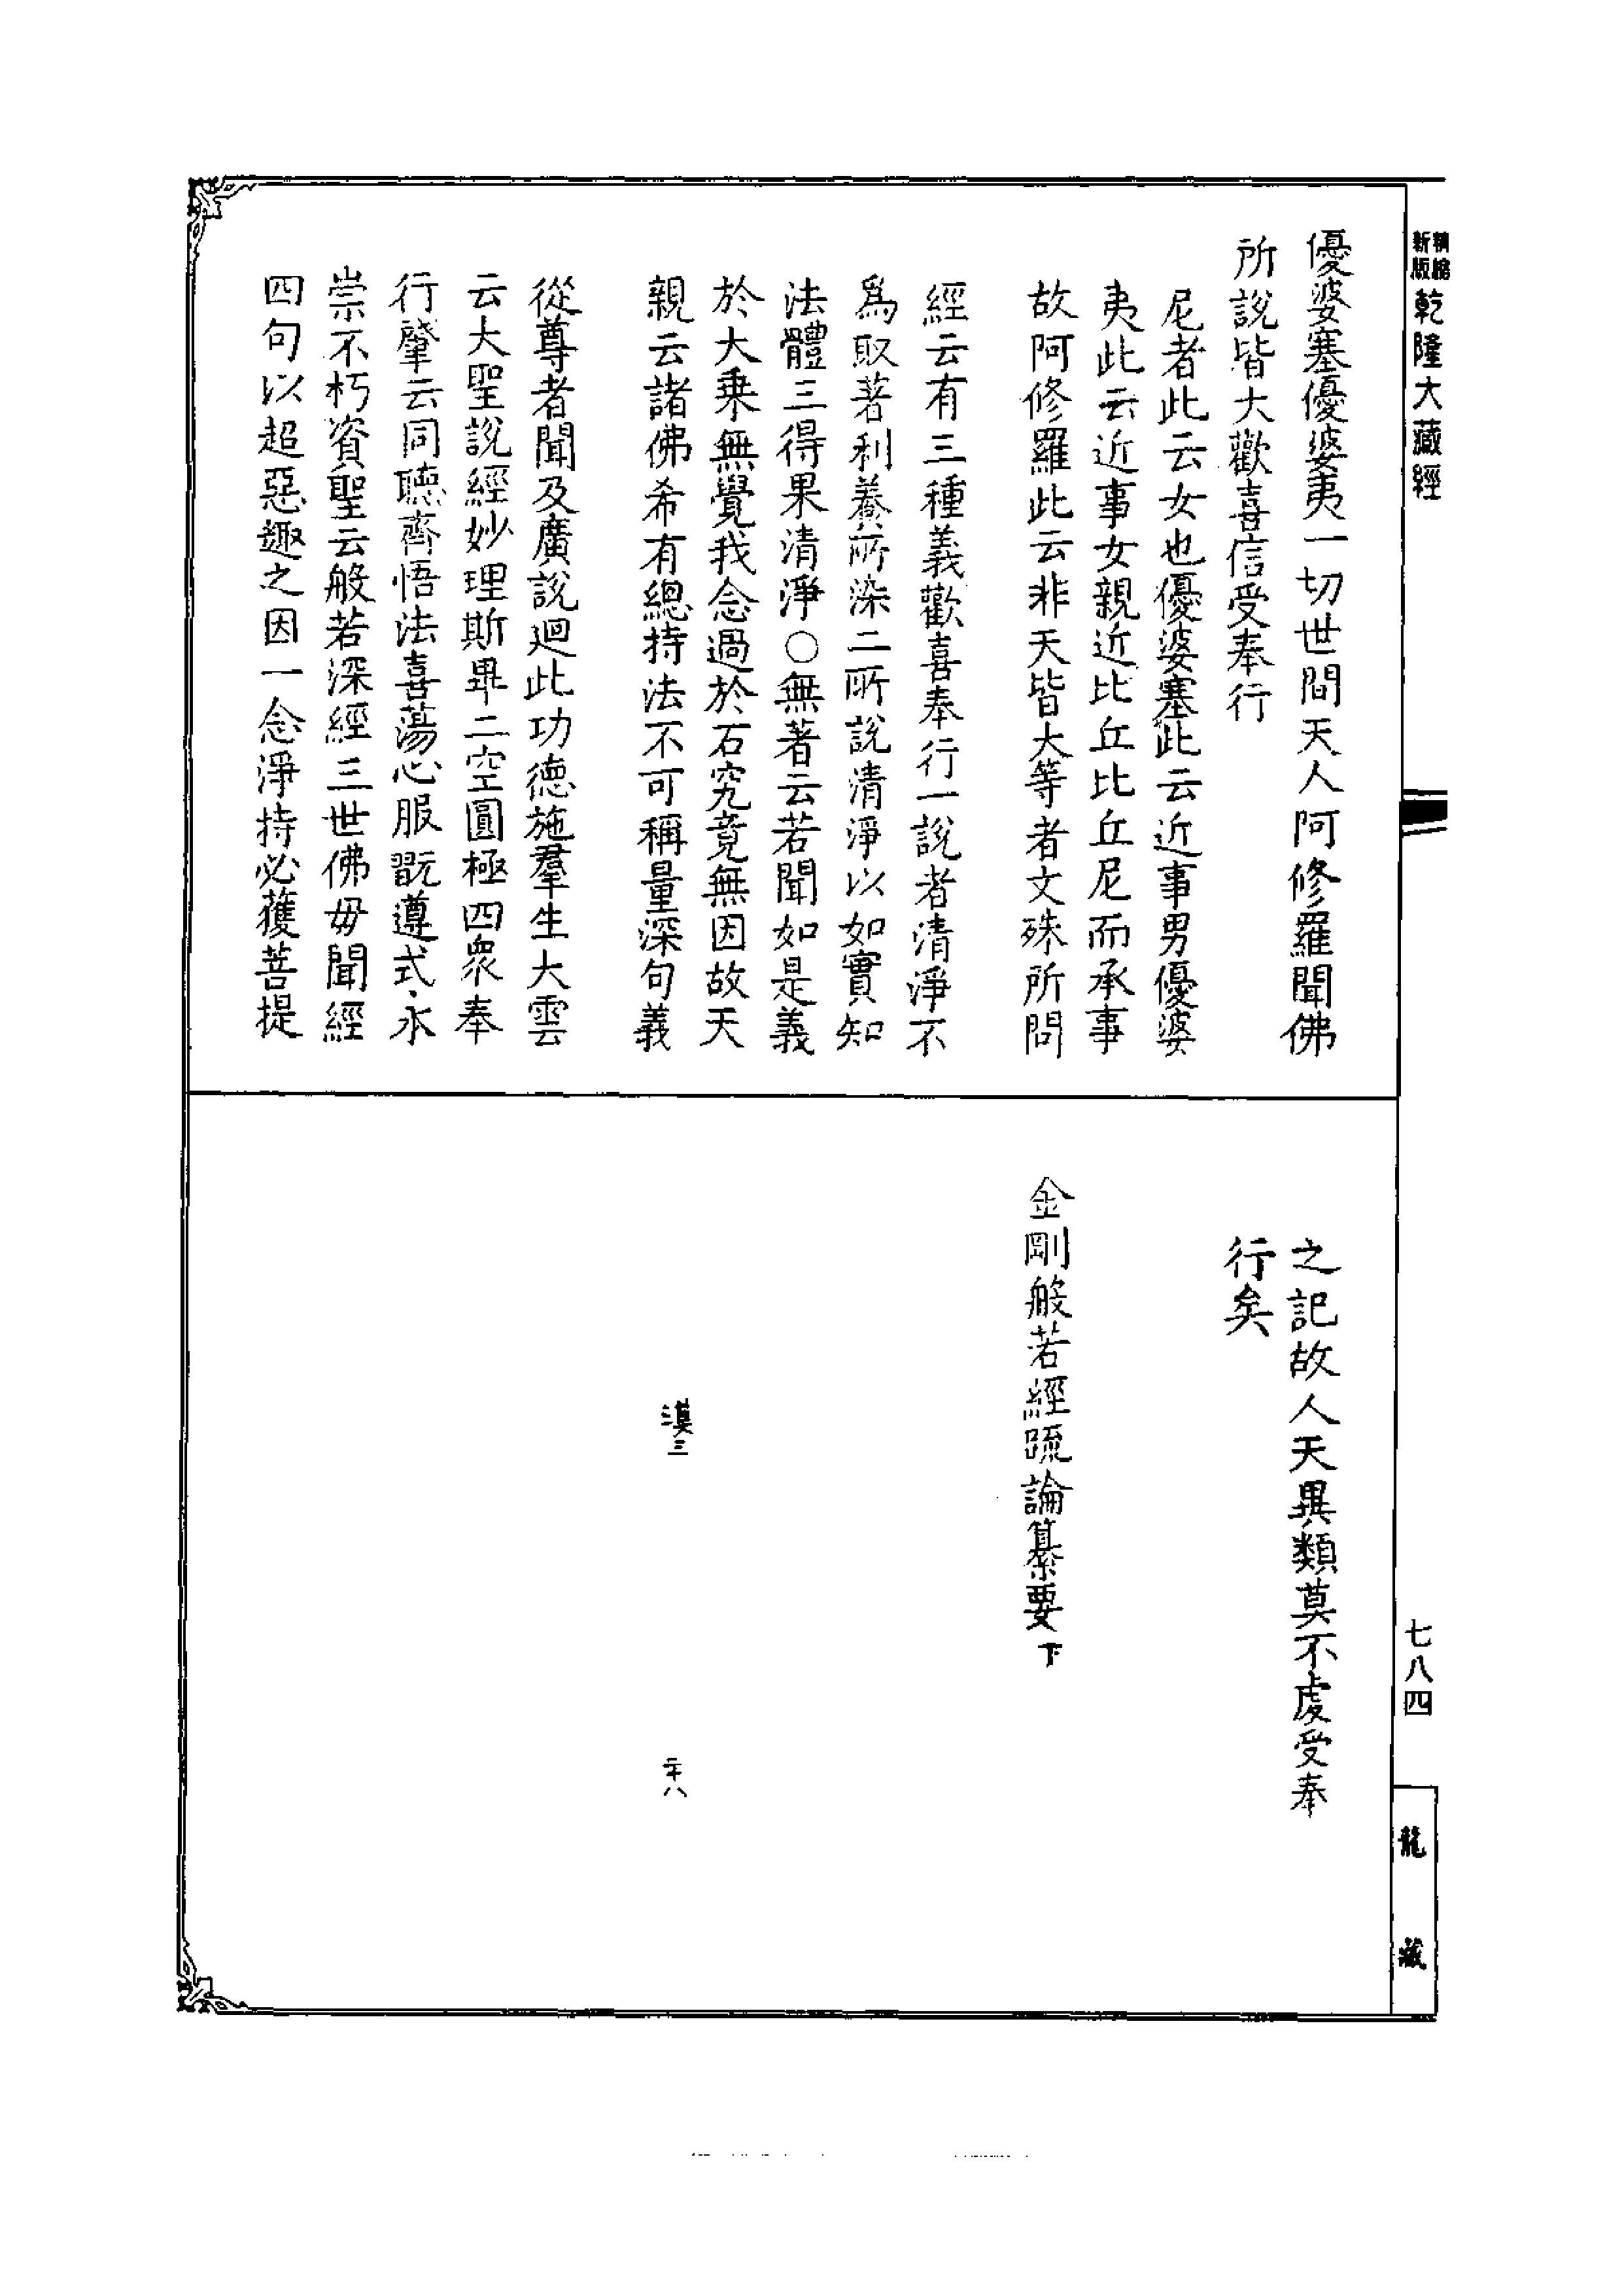 精縮新版乾隆大藏經
優婆塞優婆夷一切世間天人阿修羅聞佛
所說皆大歡喜信受奉行
尼者此云女也優婆塞此云近事男優婆
夷此云近事女親近比丘比丘尼而承事
故阿修羅此云非天皆大等者文殊所問
經云有三種義歡喜奉行一說者清淨不
爲取著利養所染二所說清淨以如實知
法體三得果清淨○無著云若聞如是義
於大乘無覺我念過於石究竟無因故天
親云諸佛希有總持法不可稱量深句義
從尊者聞及廣說迴此功德施羣生大雲
云大聖說經妙理斯畢二空圓極四眾奉
行肇云同聽齊悟法喜蕩心服翫遵式永
崇不朽資聖云般若深經三世佛毋聞經
四句以超惡趣之因一念淨持必獲菩提
之記故人天異類莫不虔受奉
行矣
金剛般若經疏論纂要下
漠三
二十八
七八四
龍藏